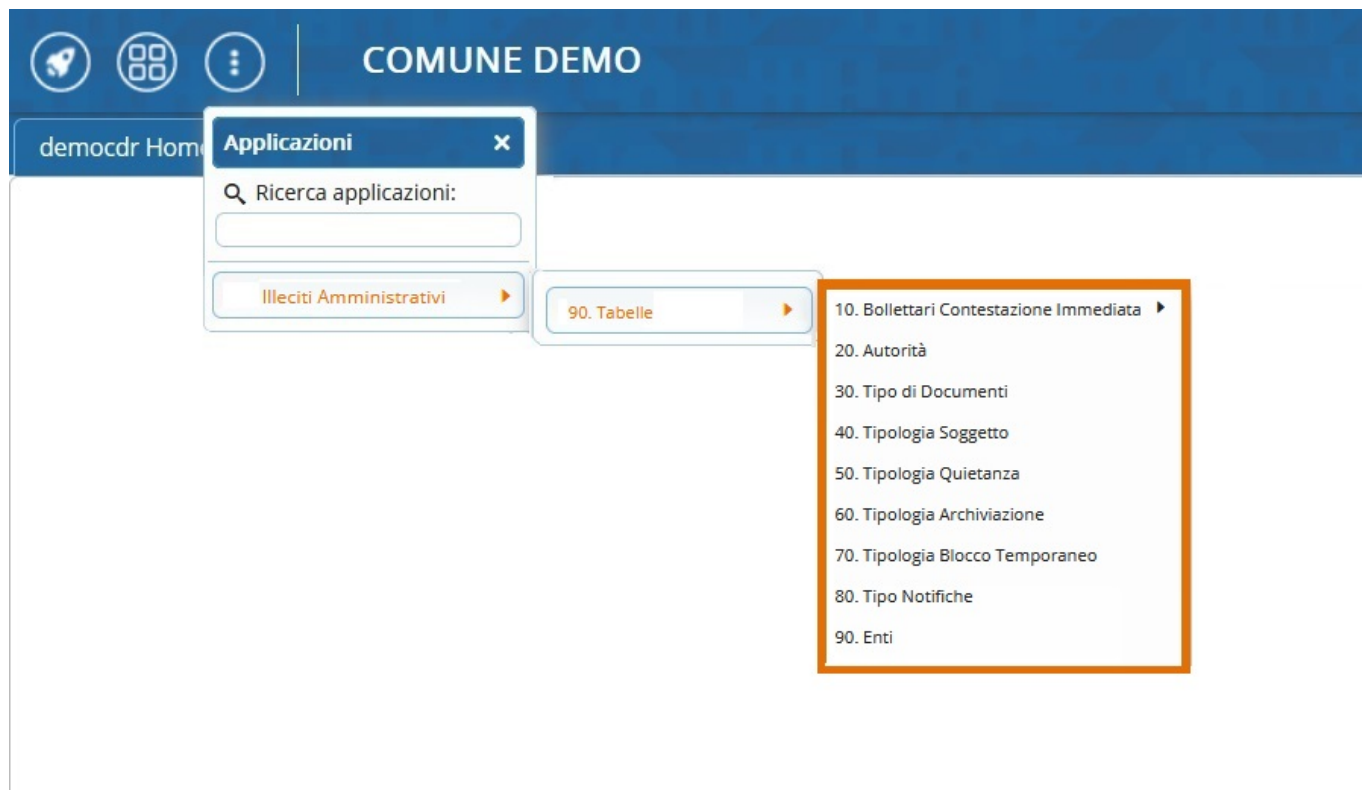 COMUNE DEMO
democdr Hom
Applicazioni
Ricerca applicazioni:
Illeciti Amministrativi
90. Tabelle
10. Bollettari Contestazione Immediata
20. Autorità
30. Tipo di Documenti
40. Tipologia Soggetto
50. Tipologia Quietanza
60. Tipologia Archiviazione
70. Tipologia Blocco Temporaneo
80. Tipo Notifiche
90. Enti